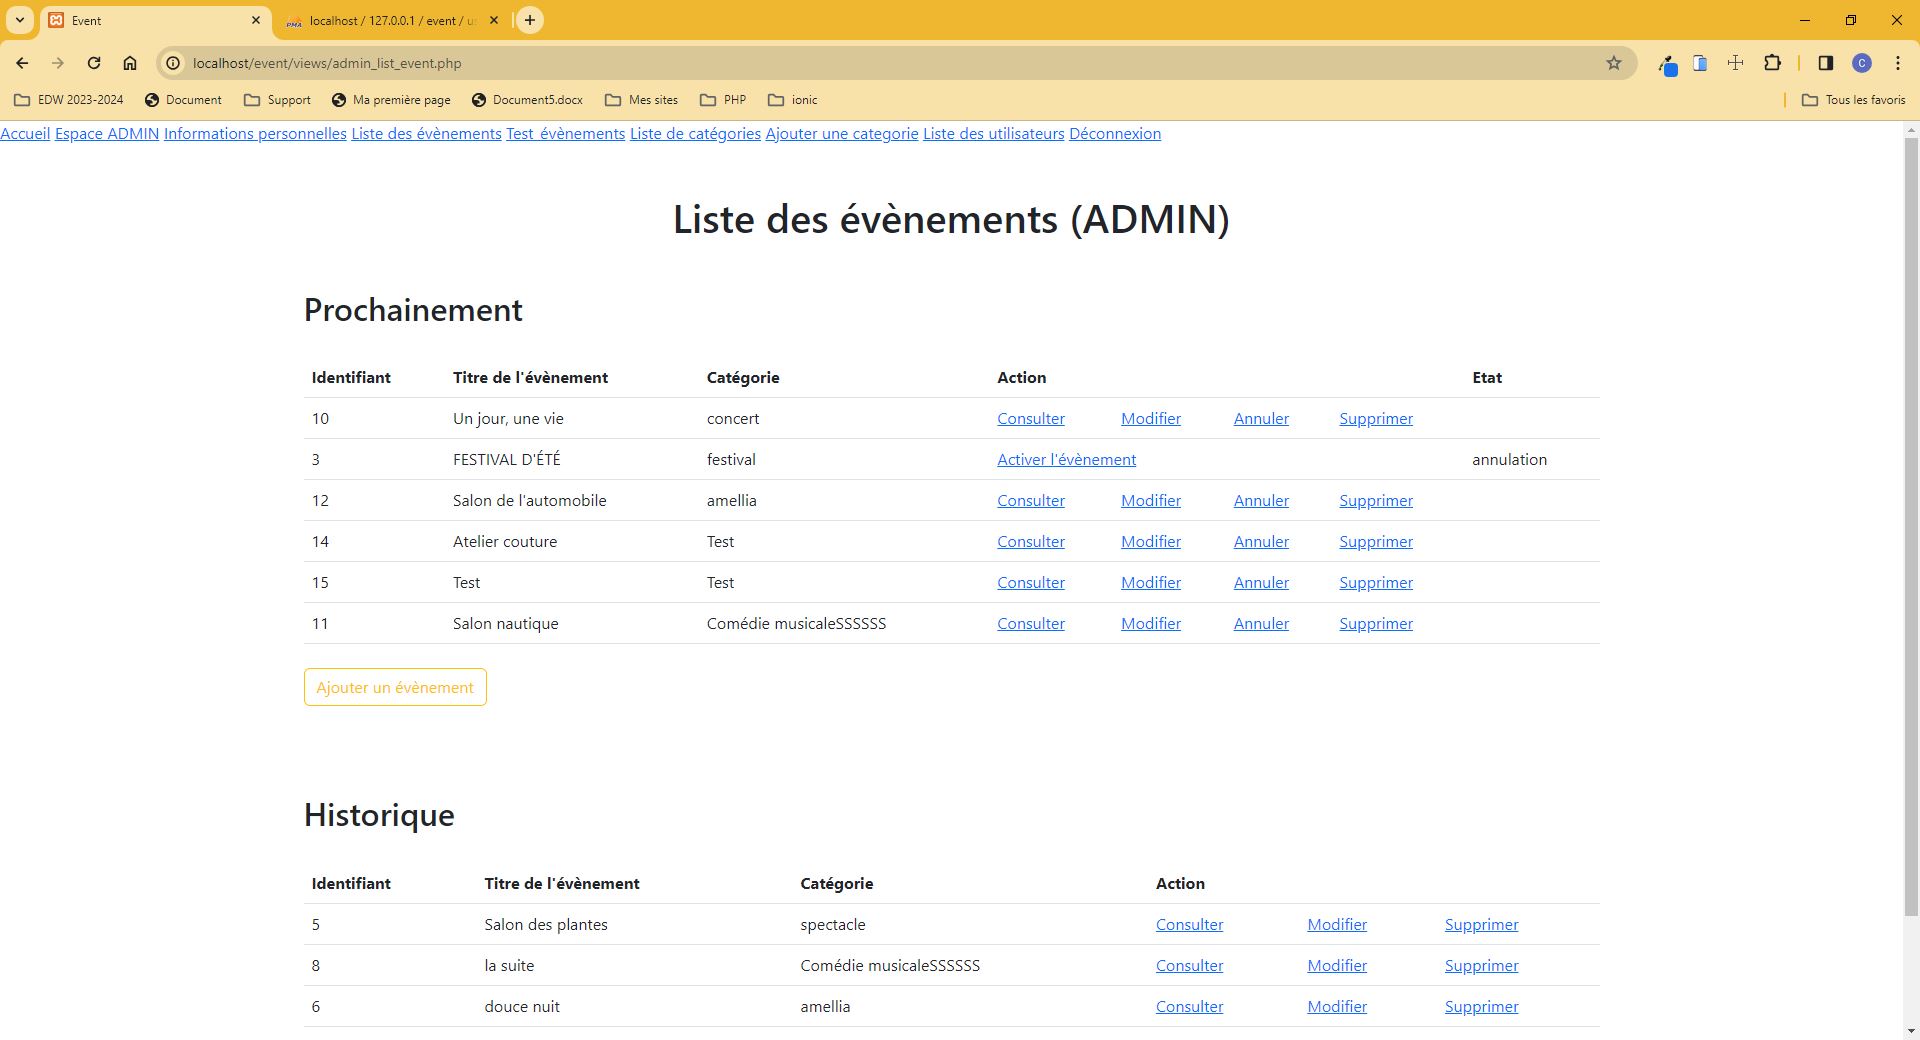 Event
localhost / 127.0.0.1 / event / u
localhost/event/views/admin_list_event.php
C
EDW 2023-2024 Document Support Ma première page Document5.docx Mes sites PHP ionic Tous les favoris
Accueil Espace ADMIN Informations personnelles Liste des évènements Test évènements Liste de catégories Ajouter une categorie Liste des utilisateurs Déconnexion
Liste des évènements (ADMIN)
Prochainement
Identifiant Titre de l'évènement Catégorie Action Etat
10 Un jour, une vie concert Consulter Modifier Annuler Supprimer
3 FESTIVAL D'ÉTÉ festival Activer l'évènement annulation
12 Salon de l'automobile amellia Consulter Modifier Annuler Supprimer
14 Atelier couture Test Consulter Modifier Annuler Supprimer
15 Test Test Consulter Modifier Annuler Supprimer
11 Salon nautique Comédie musicaleSSSSSS Consulter Modifier Annuler Supprimer
Ajouter un évènement
Historique
Identifiant Titre de l'évènement Catégorie Action
5 Salon des plantes spectacle Consulter Modifier Supprimer
8 la suite Comédie musicaleSSSSSS Consulter Modifier Supprimer
6 douce nuit amellia Consulter Modifier Supprimer